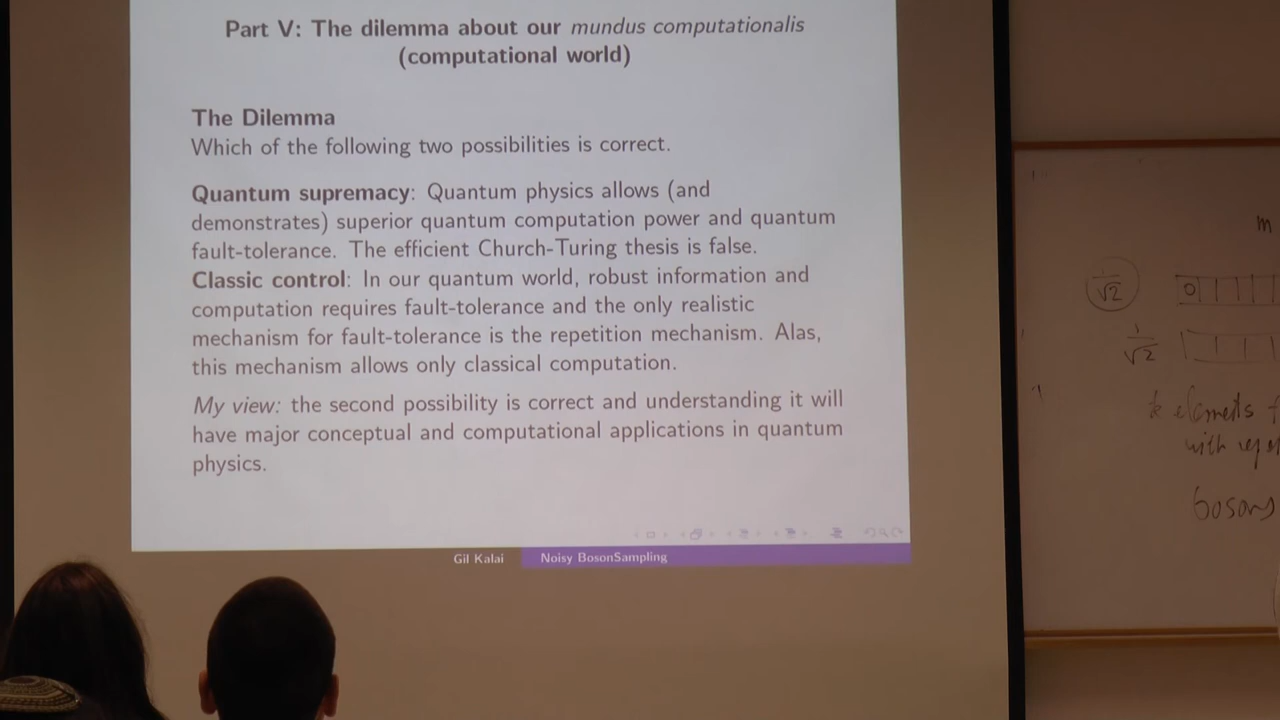 Part V: The dilemma about our mundus computationalis
(computational world)
The Dilemma
Which of the following two possibilities is correct.
Quantum supremacy: Quantum physics allows (and
demonstrates) superior quantum computation power and quantum
fault-tolerance. The efficient Church-Turing thesis is false.
Classic control: In our quantum world, robust information and
computation requires fault-tolerance and the only realistic
mechanism for fault-tolerance is the repetition mechanism. Alas,
this mechanism allows only classical computation.
My view: the second possibility is correct and understanding it will
have major conceptual and computational applications in quantum
physics.
Gil Kalai Noisy BosonSampling
m
√2
0
1/√2
elements
with
bosons